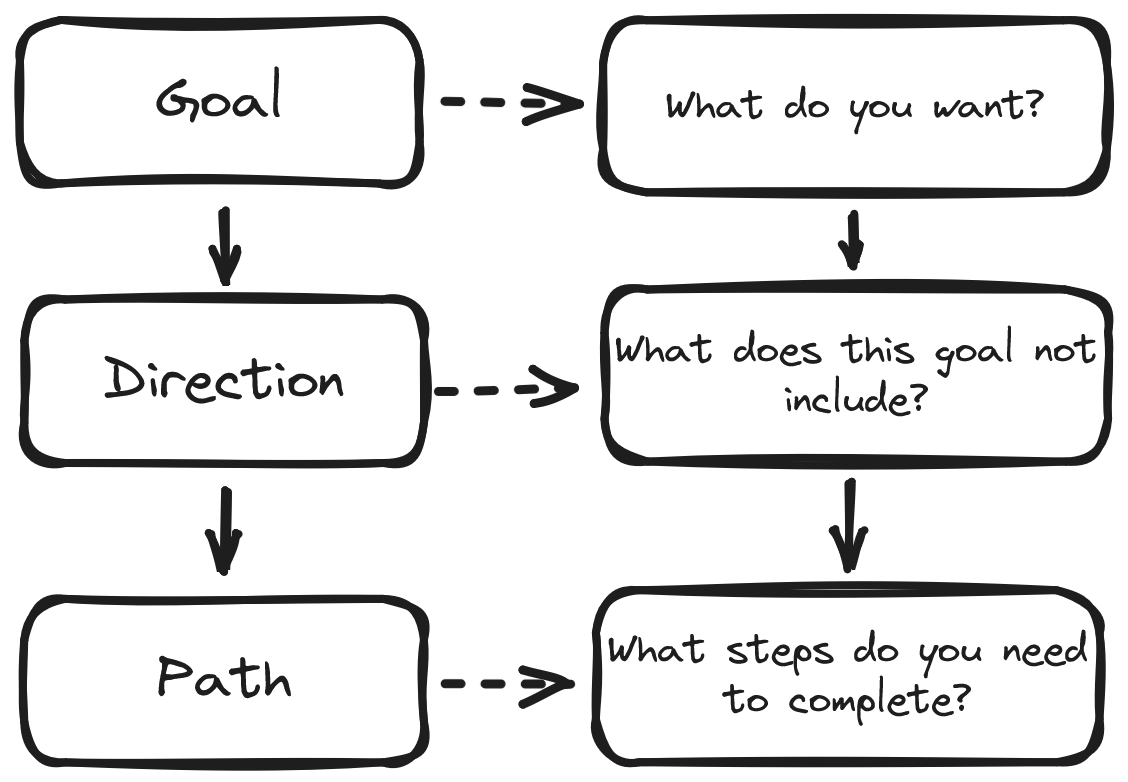 Goal
What do you want?
Direction
What does this goal not
include?
Path
What steps do you need
to complete?